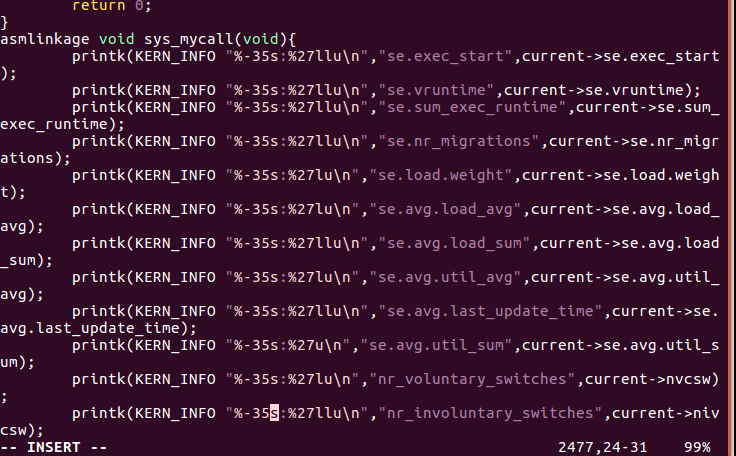 return 0;
}
asmlinkage void sys_mycall(void){
printk(KERN_INFO "%-35s:%27llu\n","se.exec_start",current->se.exec_start
);
printk(KERN_INFO "%-35s:%27llu\n","se.vruntime",current->se.vruntime);
printk(KERN_INFO "%-35s:%27llu\n","se.sum_exec_runtime",current->se.sum_
exec_runtime);
printk(KERN_INFO "%-35s:%27llu\n","se.nr_migrations",current->se.nr_migr
ations);
printk(KERN_INFO "%-35s:%27lu\n","se.load.weight",current->se.load.weigh
t);
printk(KERN_INFO "%-35s:%27lu\n","se.avg.load_avg",current->se.avg.load_
avg);
printk(KERN_INFO "%-35s:%27llu\n","se.avg.load_sum",current->se.avg.load
_sum);
printk(KERN_INFO "%-35s:%27lu\n","se.avg.util_avg",current->se.avg.util_
avg);
printk(KERN_INFO "%-35s:%27llu\n","se.avg.last_update_time",current->se.
avg.last_update_time);
printk(KERN_INFO "%-35s:%27u\n","se.avg.util_sum",current->se.avg.util_s
um);
printk(KERN_INFO "%-35s:%27lu\n","nr_voluntary_switches",current->nvcsw)
;
printk(KERN_INFO "%-35s:%27llu\n","nr_involuntary_switches",current->niv
csw);
-- INSERT -- 2477,24-31 99%